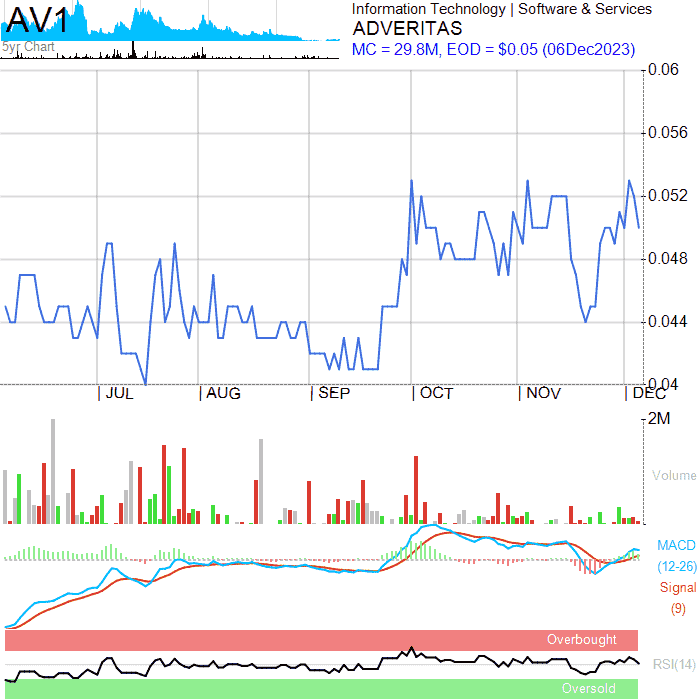 AV1
5yr Chart
Information Technology | Software & Services
ADVERITAS
MC = 29.8M, EOD = $0.05 (06Dec2023)
0.06
0.056
0.052
0.048
0.044
0.04
JUL AUG SEP OCT NOV DEC
2M
Volume
MACD
(12-26)
Signal
(9)
Overbought
RSI(14)
Oversold